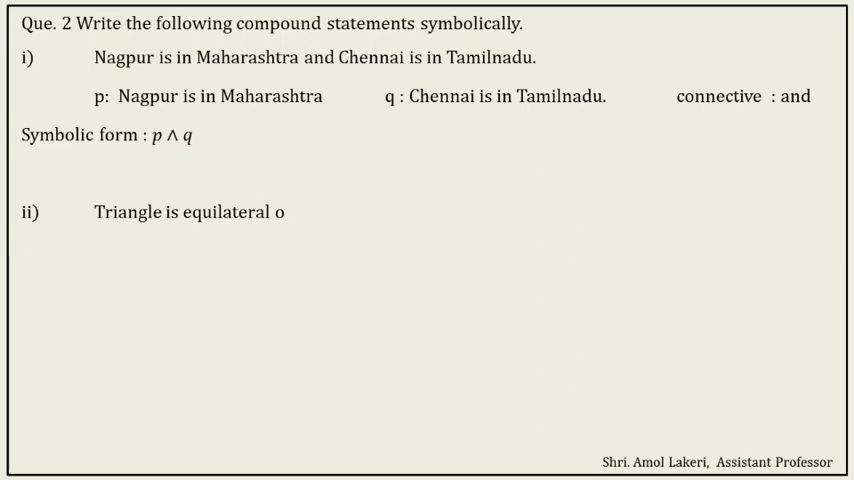 Que. 2 Write the following compound statements symbolically.
i) Nagpur is in Maharashtra and Chennai is in Tamilnadu.
p: Nagpur is in Maharashtra q : Chennai is in Tamilnadu. connective : and
Symbolic form : p ∧ q
ii) Triangle is equilateral o
Shri. Amol Lakeri, Assistant Professor